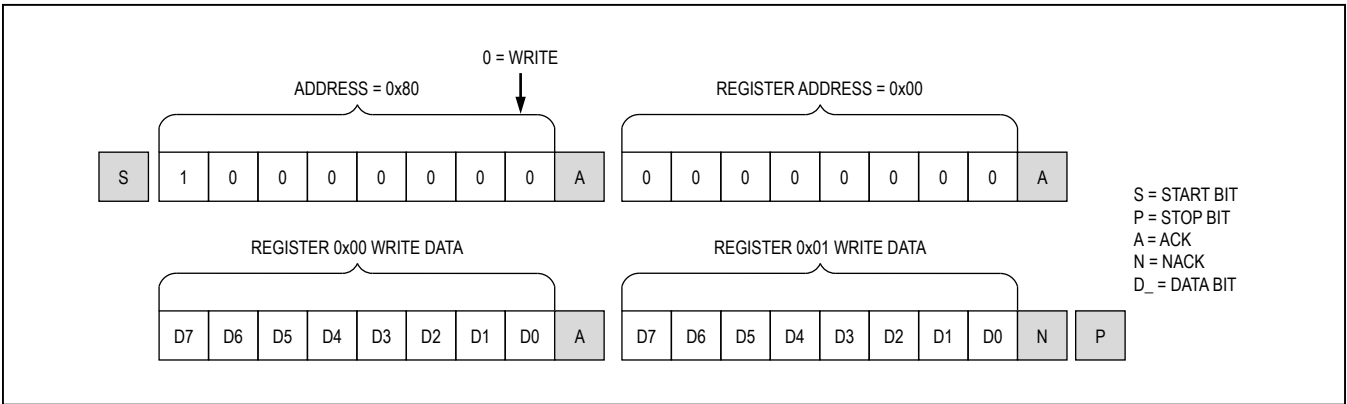 0 = WRITE
ADDRESS = 0x80 REGISTER ADDRESS = 0x00
S 1 0 0 0 0 0 0 0 A 0 0 0 0 0 0 0 0 A
REGISTER 0x00 WRITE DATA REGISTER 0x01 WRITE DATA
D7 D6 D5 D4 D3 D2 D1 D0 A D7 D6 D5 D4 D3 D2 D1 D0 N P
S = START BIT
P = STOP BIT
A = ACK
N = NACK
D_ = DATA BIT